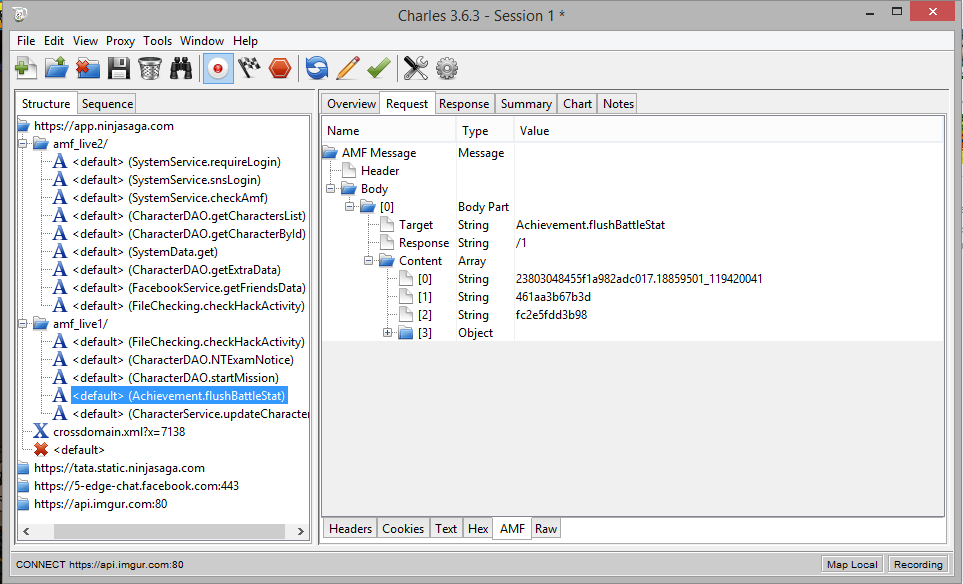 Charles 3.6.3 - Session 1 *
File Edit View Proxy Tools Window Help
Structure Sequence
https://app.ninjasaga.com
amf_live2/
<default> (SystemService.requireLogin)
<default> (SystemService.snsLogin)
<default> (SystemService.checkAmf)
<default> (CharacterDAO.getCharactersList)
<default> (CharacterDAO.getCharacterById)
<default> (SystemData.get)
<default> (CharacterDAO.getExtraData)
<default> (FacebookService.getFriendsData)
<default> (FileChecking.checkHackActivity)
amf_live1/
<default> (FileChecking.checkHackActivity)
<default> (CharacterDAO.NTExamNotice)
<default> (CharacterDAO.startMission)
<default> (Achievement.flushBattleStat)
<default> (CharacterService.updateCharacter
crossdomain.xml?x=7138
<default>
https://tata.static.ninjasaga.com
https://5-edge-chat.facebook.com:443
https://api.imgur.com:80
Overview Request Response Summary Chart Notes
Name Type Value
AMF Message Message
Header
Body
[0] Body Part
Target String Achievement.flushBattleStat
Response String /1
Content Array
[0] String 23803048455f1a982adc017.18859501_119420041
[1] String 461aa3b67b3d
[2] String fc2e5fdd3b98
[3] Object
Headers Cookies Text Hex AMF Raw
CONNECT https://api.imgur.com:80
Map Local Recording